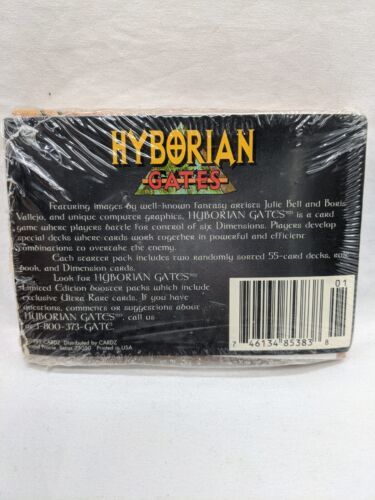 HYBORIAN
GATES
Featuring images by well-known fantasy artists Julie Bell and Boris
Vallejo, and unique computer graphics, HYBORIAN GATES™ is a card
game where players battle for control of six Dimensions. Players develop
special decks where cards work together in powerful and efficient
combinations to overtake the enemy.
Each starter pack includes two randomly sorted 55-card decks, rule
book, and Dimension cards.
Look for HYBORIAN GATES™
Limited Edition booster packs which include
exclusive Ultra Rare cards. If you have
questions, comments or suggestions about
HYBORIAN GATES™, call us
1-800-373-GATE.
CARDZ Distributed by CARDZ
Prairie, Texas 75050 Printed in USA
01
7 46134 85383 8